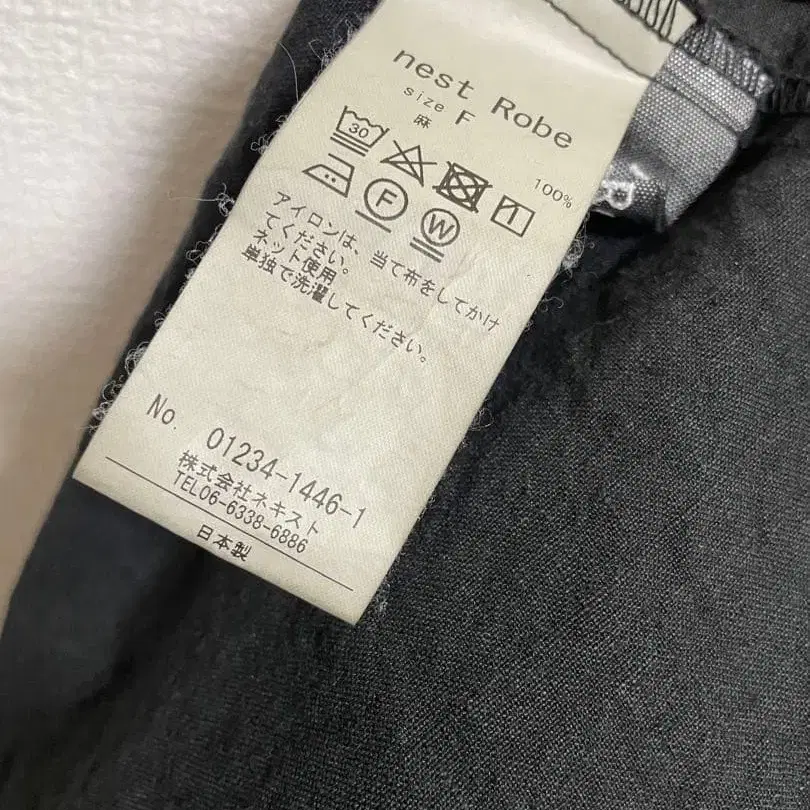 nest Robe
size F
麻 100%
30
F W
アイロンは、当て布をしてかけ
てください。
ネット使用
単独で洗濯してください。
No. 01234-1446-1
株式会社ネキスト
TEL06-6338-6886
日本製